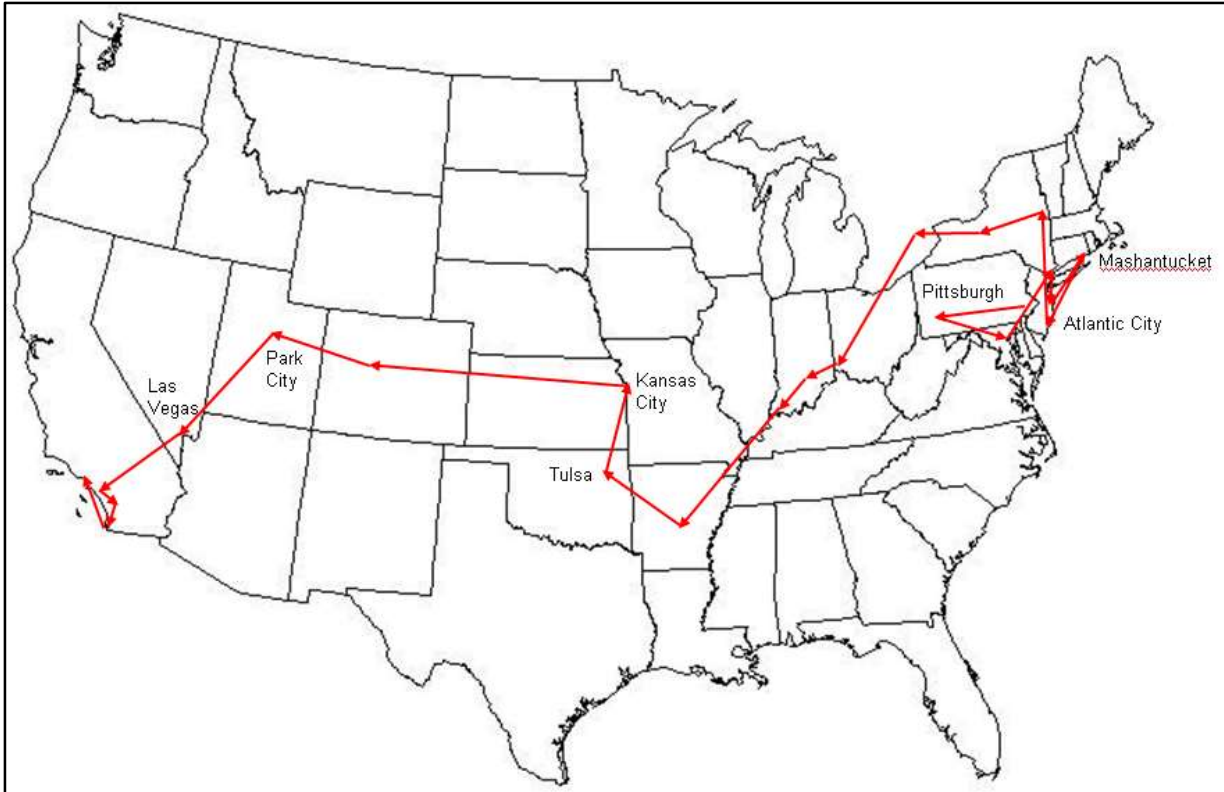 Mashantucket
Pittsburgh
Atlantic City
Park
City
Kansas
City
Las
Vegas
Tulsa